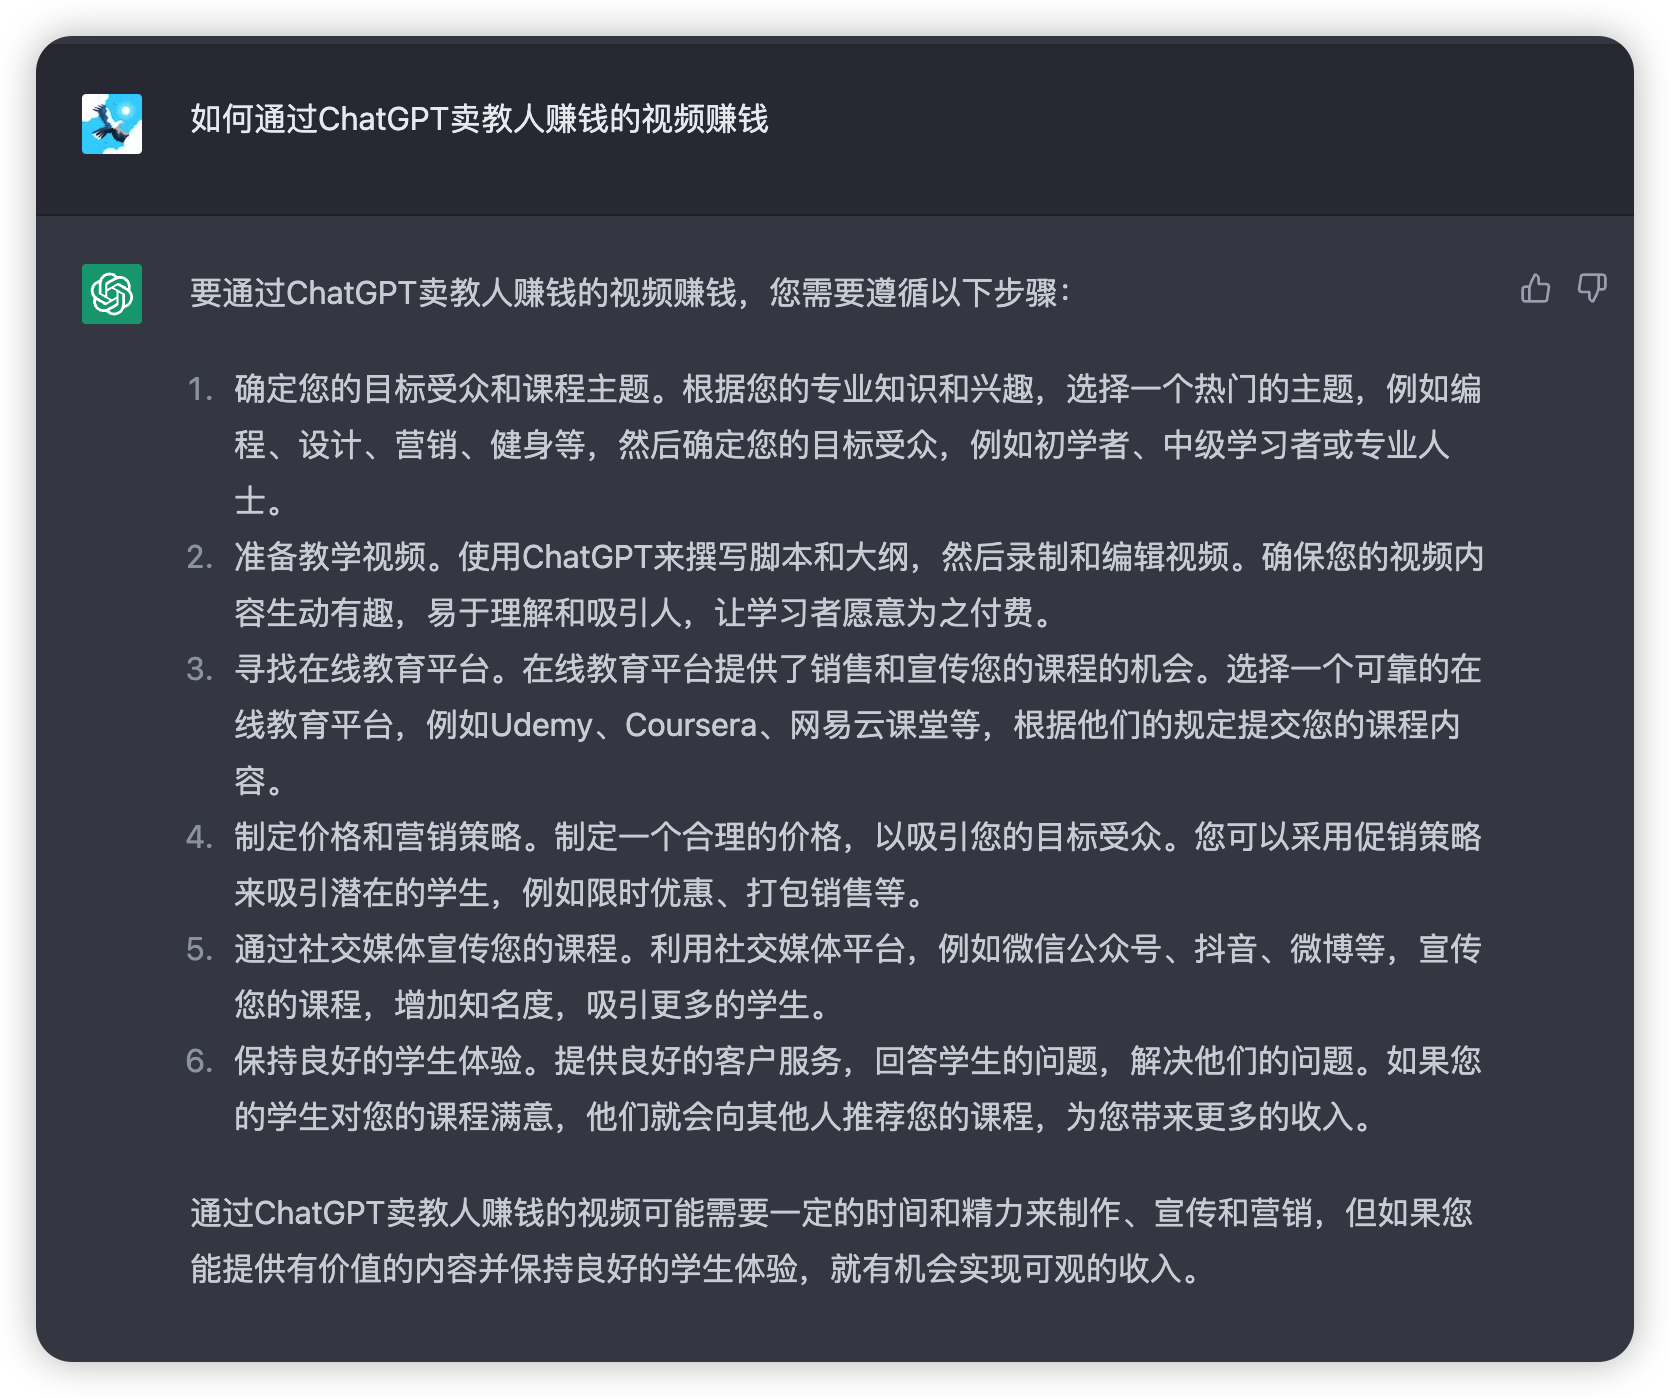 如何通过ChatGPT卖教人赚钱的视频赚钱
要通过ChatGPT卖教人赚钱的视频赚钱，您需要遵循以下步骤：
1. 确定您的目标受众和课程主题。根据您的专业知识和兴趣，选择一个热门的主题，例如编
程、设计、营销、健身等，然后确定您的目标受众，例如初学者、中级学习者或专业人
士。
2. 准备教学视频。使用ChatGPT来撰写脚本和大纲，然后录制和编辑视频。确保您的视频内
容生动有趣，易于理解和吸引人，让学习者愿意为之付费。
3. 寻找在线教育平台。在线教育平台提供了销售和宣传您的课程的机会。选择一个可靠的在
线教育平台，例如Udemy、Coursera、网易云课堂等，根据他们的规定提交您的课程内
容。
4. 制定价格和营销策略。制定一个合理的价格，以吸引您的目标受众。您可以采用促销策略
来吸引潜在的学生，例如限时优惠、打包销售等。
5. 通过社交媒体宣传您的课程。利用社交媒体平台，例如微信公众号、抖音、微博等，宣传
您的课程，增加知名度，吸引更多的学生。
6. 保持良好的学生体验。提供良好的客户服务，回答学生的问题，解决他们的问题。如果您
的学生对您的课程满意，他们就会向其他人推荐您的课程，为您带来更多的收入。
通过ChatGPT卖教人赚钱的视频可能需要一定的时间和精力来制作、宣传和营销，但如果您
能提供有价值的内容并保持良好的学生体验，就有机会实现可观的收入。